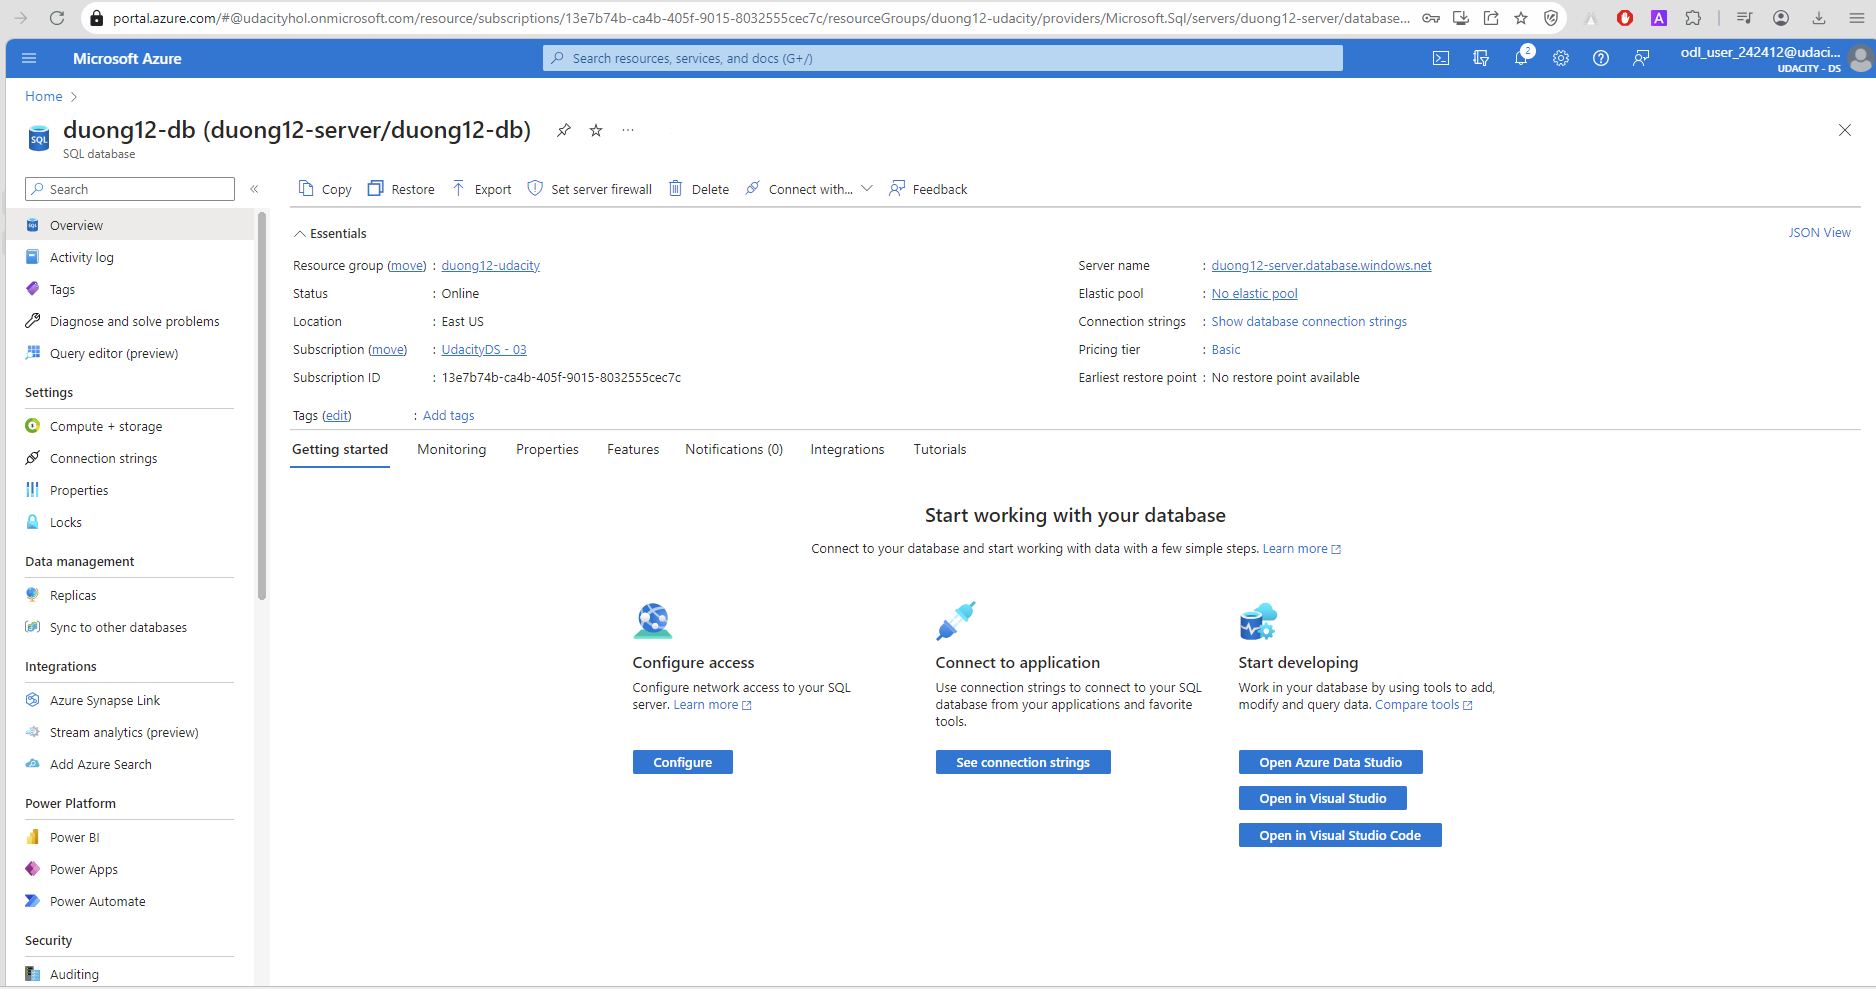 portal.azure.com/#@udacityhol.onmicrosoft.com/resource/subscriptions/13e7b74b-ca4b-405f-9015-8032555cec7c/resourceGroups/duong12-udacity/providers/Microsoft.Sql/servers/duong12-server/database...
Microsoft Azure
Search resources, services, and docs (G+/)
2
odl_user_242412@udaci...
UDACITY - DS
Home
duong12-db (duong12-server/duong12-db)
SQL database
Search
Copy
Restore
Export
Set server firewall
Delete
Connect with...
Feedback
Overview
Activity log
Tags
Diagnose and solve problems
Query editor (preview)
Settings
Compute + storage
Connection strings
Properties
Locks
Data management
Replicas
Sync to other databases
Integrations
Azure Synapse Link
Stream analytics (preview)
Add Azure Search
Power Platform
Power BI
Power Apps
Power Automate
Security
Auditing
Essentials
JSON View
Resource group (move) : duong12-udacity
Status : Online
Location : East US
Subscription (move) : UdacityDS - 03
Subscription ID : 13e7b74b-ca4b-405f-9015-8032555cec7c
Server name : duong12-server.database.windows.net
Elastic pool : No elastic pool
Connection strings : Show database connection strings
Pricing tier : Basic
Earliest restore point : No restore point available
Tags (edit) : Add tags
Getting started
Monitoring
Properties
Features
Notifications (0)
Integrations
Tutorials
Start working with your database
Connect to your database and start working with data with a few simple steps. Learn more
Configure access
Configure network access to your SQL
server. Learn more
Configure
Connect to application
Use connection strings to connect to your SQL
database from your applications and favorite
tools.
See connection strings
Start developing
Work in your database by using tools to add,
modify and query data. Compare tools
Open Azure Data Studio
Open in Visual Studio
Open in Visual Studio Code